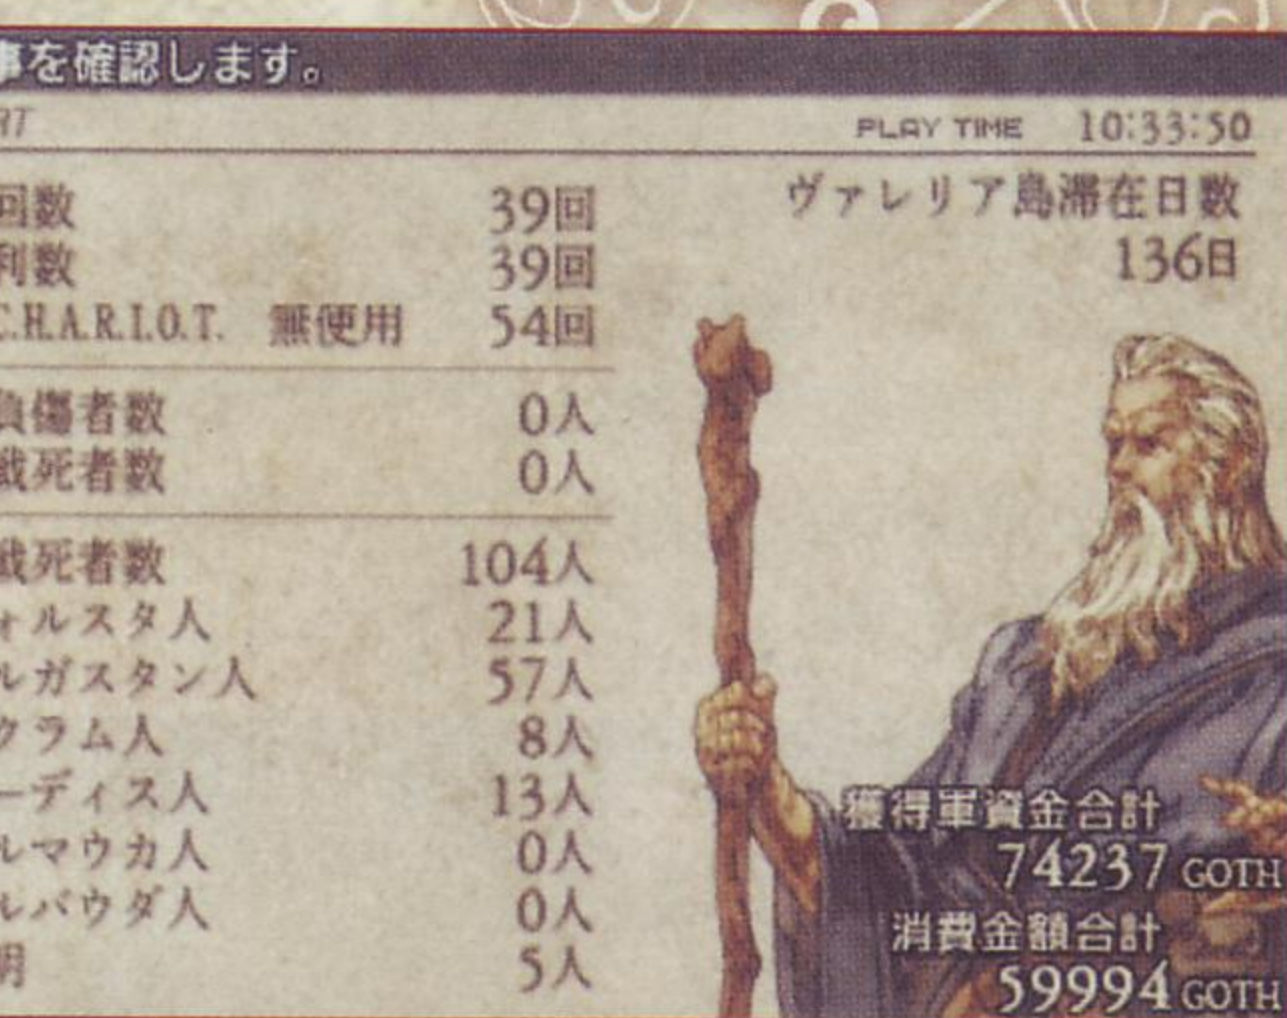 事を確認します。
RT
PLAY TIME 10:33:50
回数 39回
利数 39回
C.H.A.R.I.O.T. 無使用 54回
負傷者数 0人
戦死者数 0人
戦死者数 104人
ォルスタ人 21人
ルガスタン人 57人
クラム人 8人
ーディス人 13人
ルマウカ人 0人
ルバウダ人 0人
明 5人
ヴァレリア島滞在日数
136日
獲得軍資金合計
74237 GOTH
消費金額合計
59994 GOTH